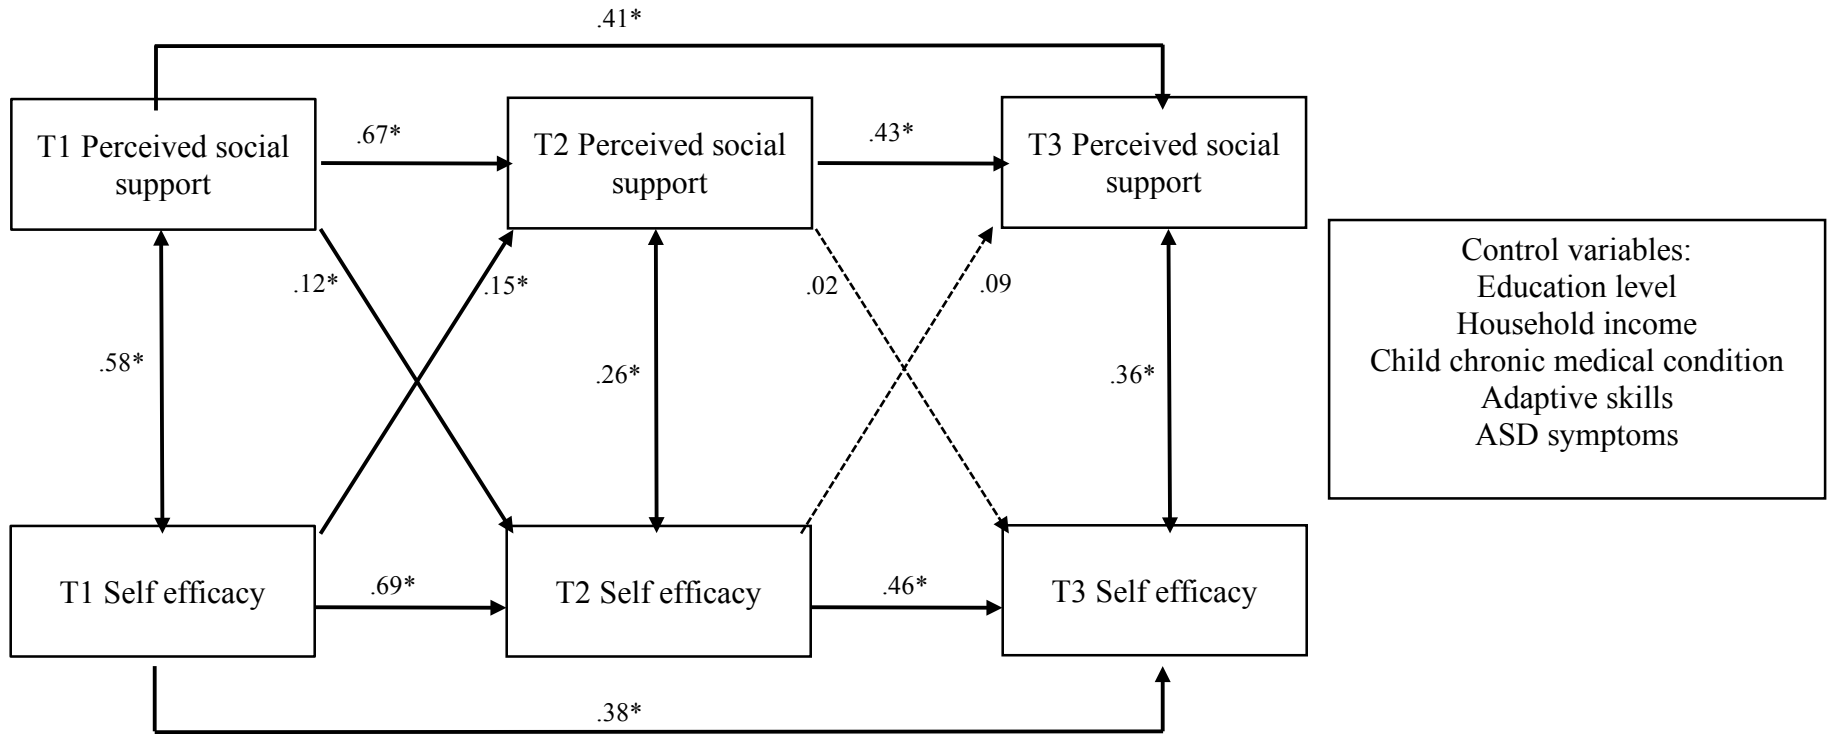 .41*
T1 Perceived social
support
.67*
T2 Perceived social
support
.43*
T3 Perceived social
support
.12*
.15*
.02
.09
.58*
.26*
.36*
Control variables:
Education level
Household income
Child chronic medical condition
Adaptive skills
ASD symptoms
T1 Self efficacy
.69*
T2 Self efficacy
.46*
T3 Self efficacy
.38*